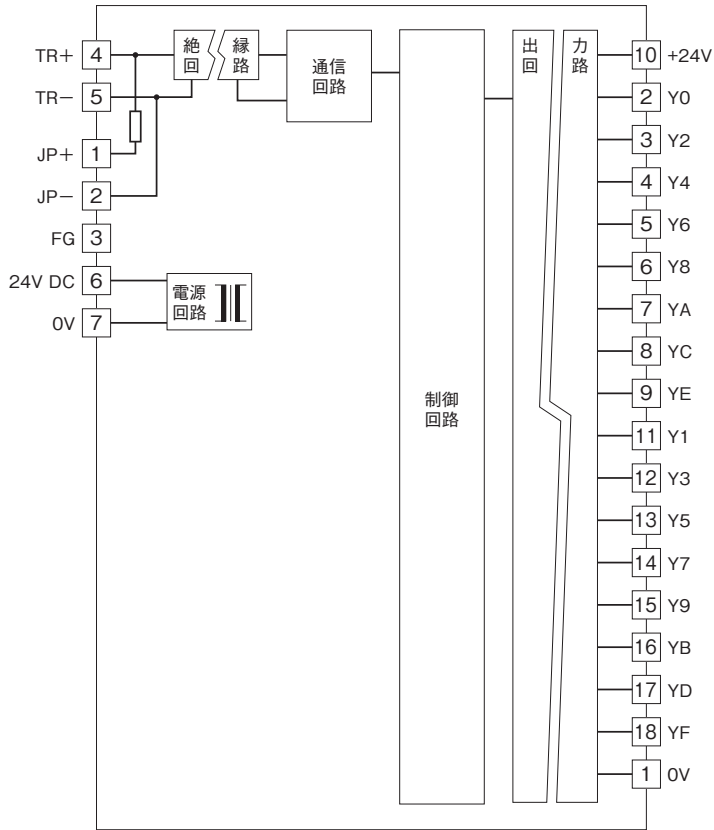 TR+ 4
TR− 5
JP+ 1
JP− 2
FG 3
24V DC 6
0V 7
絶縁
回路
通信
回路
電源
回路
制御
回路
出力
回路
10 +24V
2 Y0
3 Y2
4 Y4
5 Y6
6 Y8
7 YA
8 YC
9 YE
11 Y1
12 Y3
13 Y5
14 Y7
15 Y9
16 YB
17 YD
18 YF
1 0V